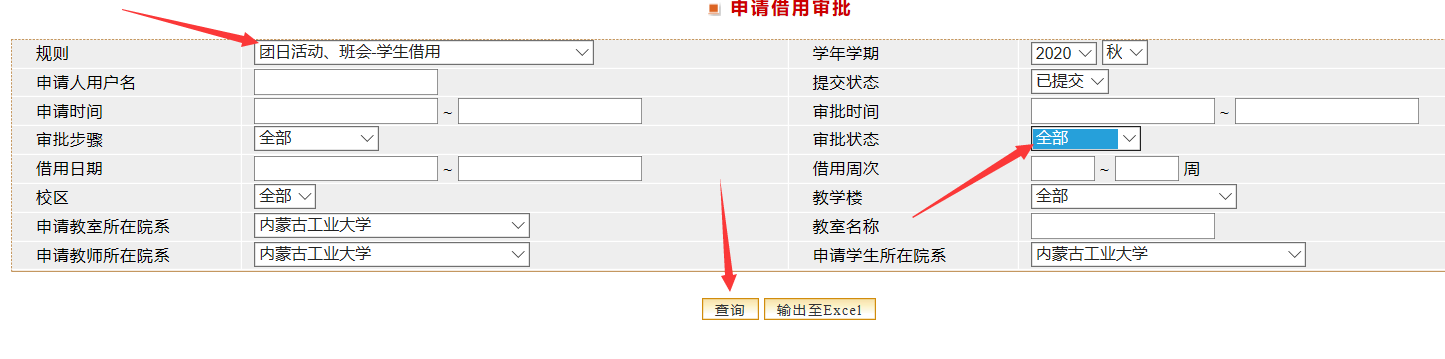 申请借用审批
规则 团日活动、班会-学生借用 学年学期 2020 秋
申请人用户名 提交状态 已提交
申请时间 ~ 审批时间 ~
审批步骤 全部 审批状态 全部
借用日期 ~ 借用周次 ~ 周
校区 全部 教学楼 全部
申请教室所在院系 内蒙古工业大学 教室名称
申请教师所在院系 内蒙古工业大学 申请学生所在院系 内蒙古工业大学
查询 输出至Excel